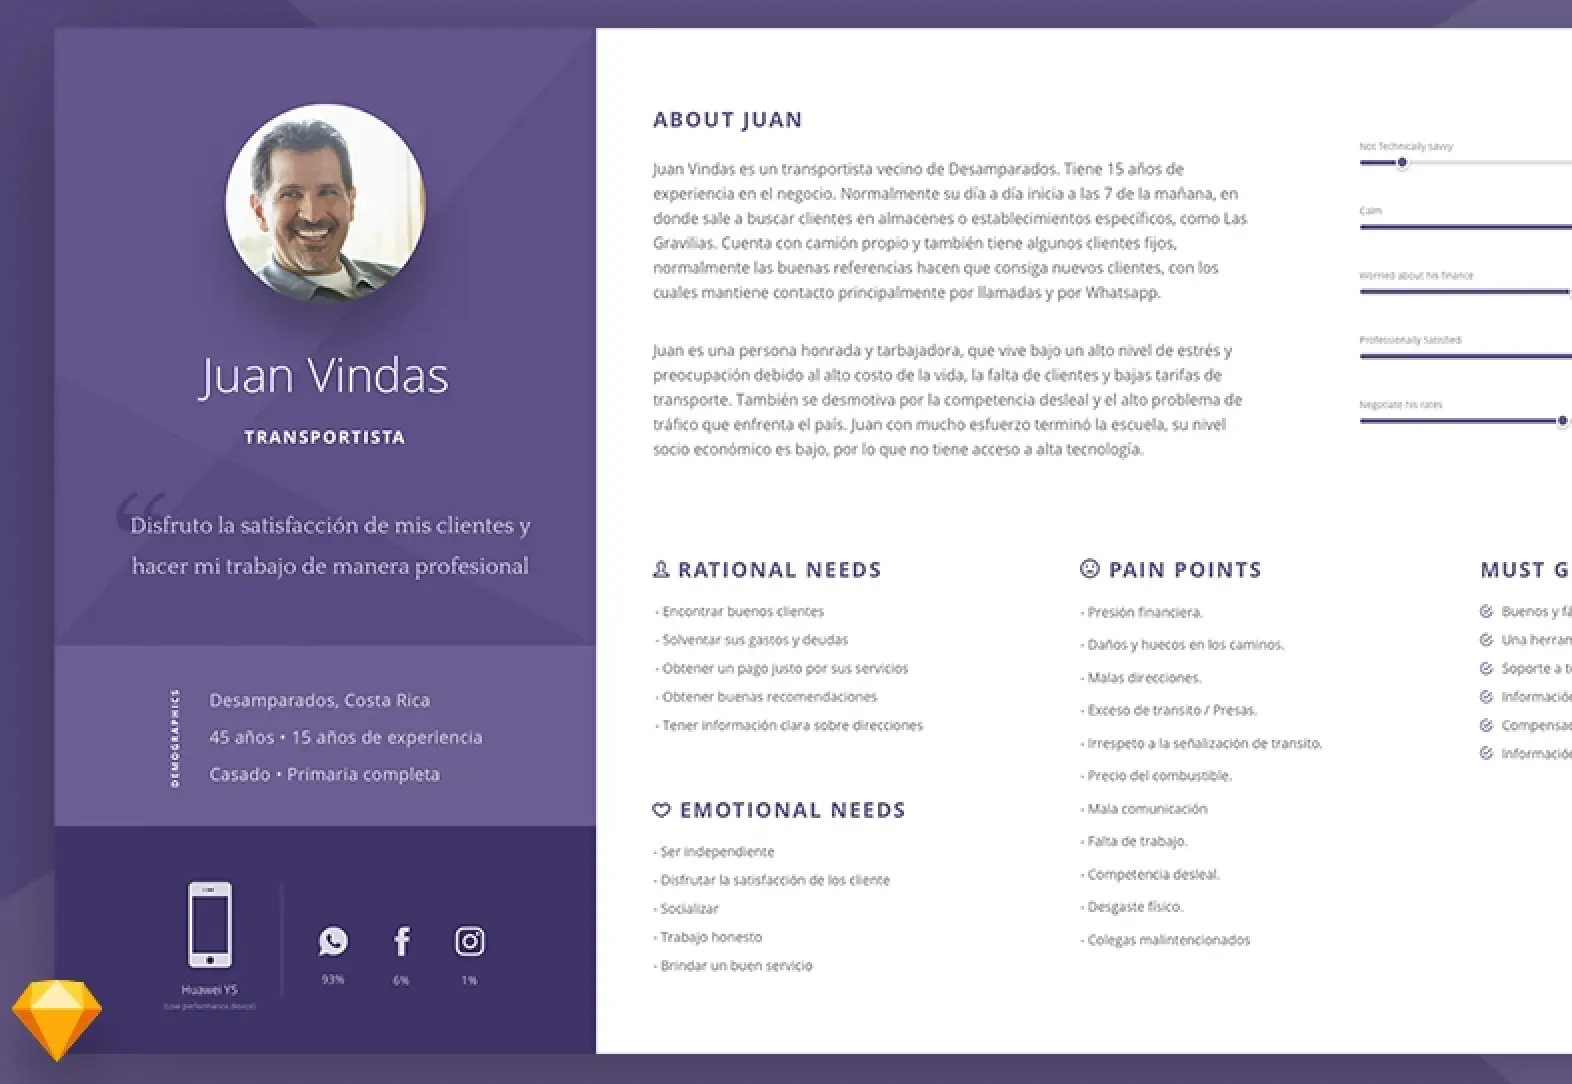 Juan Vindas
TRANSPORTISTA
“
Disfruto la satisfacción de mis clientes y
hacer mi trabajo de manera profesional
DEMOGRAPHICS
Desamparados, Costa Rica
45 años • 15 años de experiencia
Casado • Primaria completa
Huawei Y5
(Low performance device)
93%
6%
1%
ABOUT JUAN
Juan Vindas es un transportista vecino de Desamparados. Tiene 15 años de
experiencia en el negocio. Normalmente su día a día inicia a las 7 de la mañana, en
donde sale a buscar clientes en almacenes o establecimientos específicos, como Las
Gravilias. Cuenta con camión propio y también tiene algunos clientes fijos,
normalmente las buenas referencias hacen que consiga nuevos clientes, con los
cuales mantiene contacto principalmente por llamadas y por Whatsapp.
Juan es una persona honrada y tarbajadora, que vive bajo un alto nivel de estrés y
preocupación debido al alto costo de la vida, la falta de clientes y bajas tarifas de
transporte. También se desmotiva por la competencia desleal y el alto problema de
tráfico que enfrenta el país. Juan con mucho esfuerzo terminó la escuela, su nivel
socio económico es bajo, por lo que no tiene acceso a alta tecnología.
Not Technically savvy
Calm
Worried about his finance
Professionally Satisfied
Negotiate his rates
RATIONAL NEEDS
- Encontrar buenos clientes
- Solventar sus gastos y deudas
- Obtener un pago justo por sus servicios
- Obtener buenas recomendaciones
- Tener información clara sobre direcciones
EMOTIONAL NEEDS
- Ser independiente
- Disfrutar la satisfacción de los cliente
- Socializar
- Trabajo honesto
- Brindar un buen servicio
PAIN POINTS
- Presión financiera.
- Daños y huecos en los caminos.
- Malas direcciones.
- Exceso de transito / Presas.
- Irrespeto a la señalización de transito.
- Precio del combustible.
- Mala comunicación
- Falta de trabajo.
- Competencia desleal.
- Desgaste físico.
- Colegas malintencionados
MUST G
Buenos y fá
Una herram
Soporte a t
Informació
Compensa
Informació